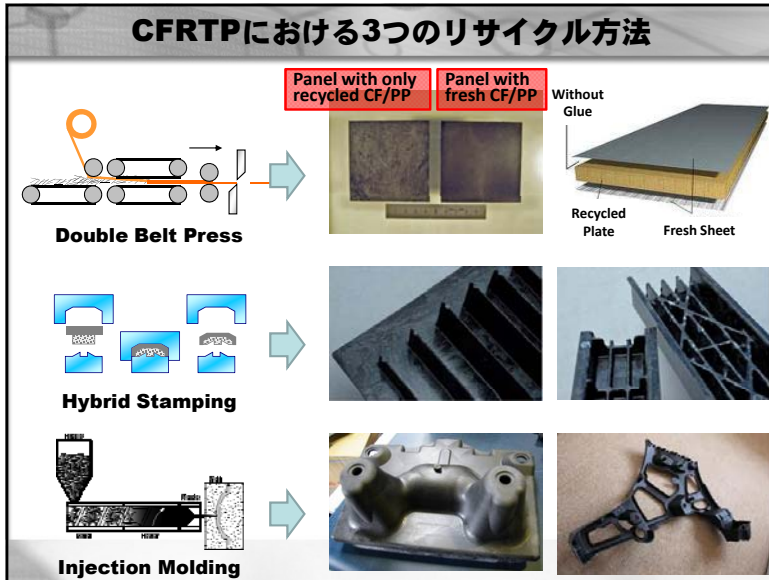 CFRTPにおける3つのリサイクル方法
Panel with only
recycled CF/PP
Panel with
fresh CF/PP
Without
Glue
Recycled
Plate
Fresh Sheet
Double Belt Press
Hybrid Stamping
Injection Molding